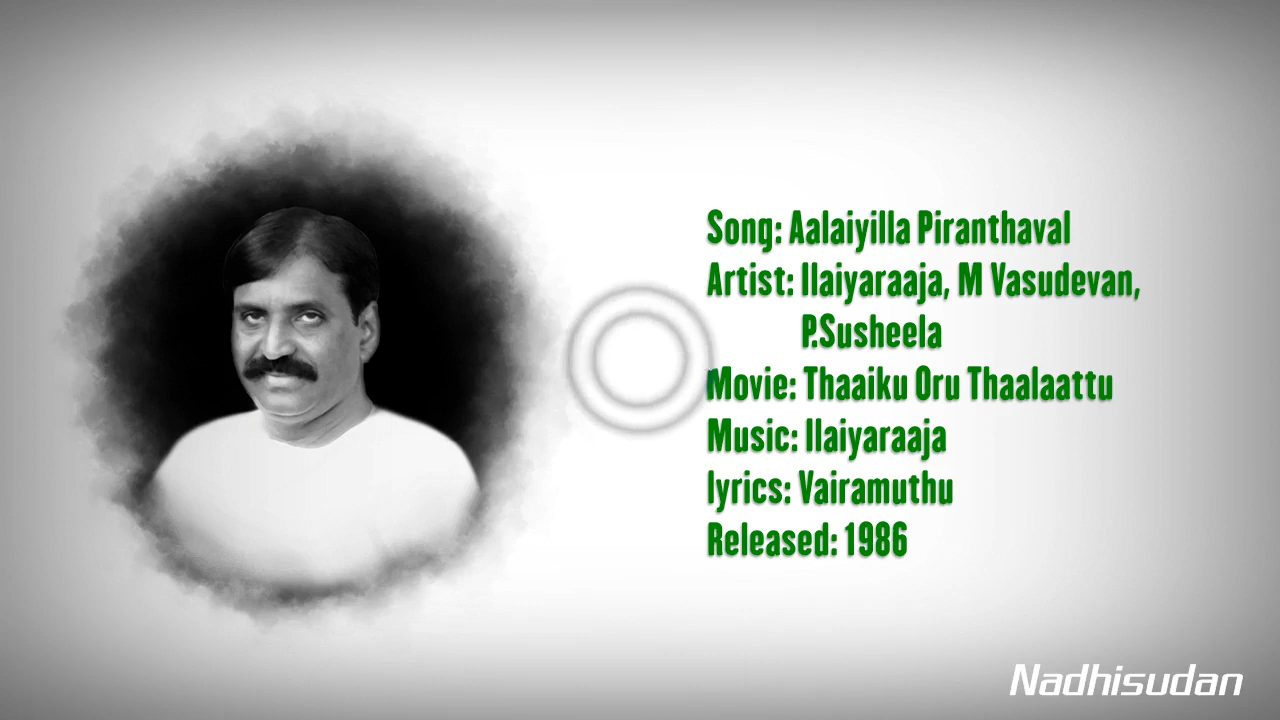 Song: Aalaiyilla Piranthaval
Artist: Ilaiyaraaja, M Vasudevan,
P.Susheela
Movie: Thaaiku Oru Thaalaattu
Music: Ilaiyaraaja
lyrics: Vairamuthu
Released: 1986
Nadhisudan